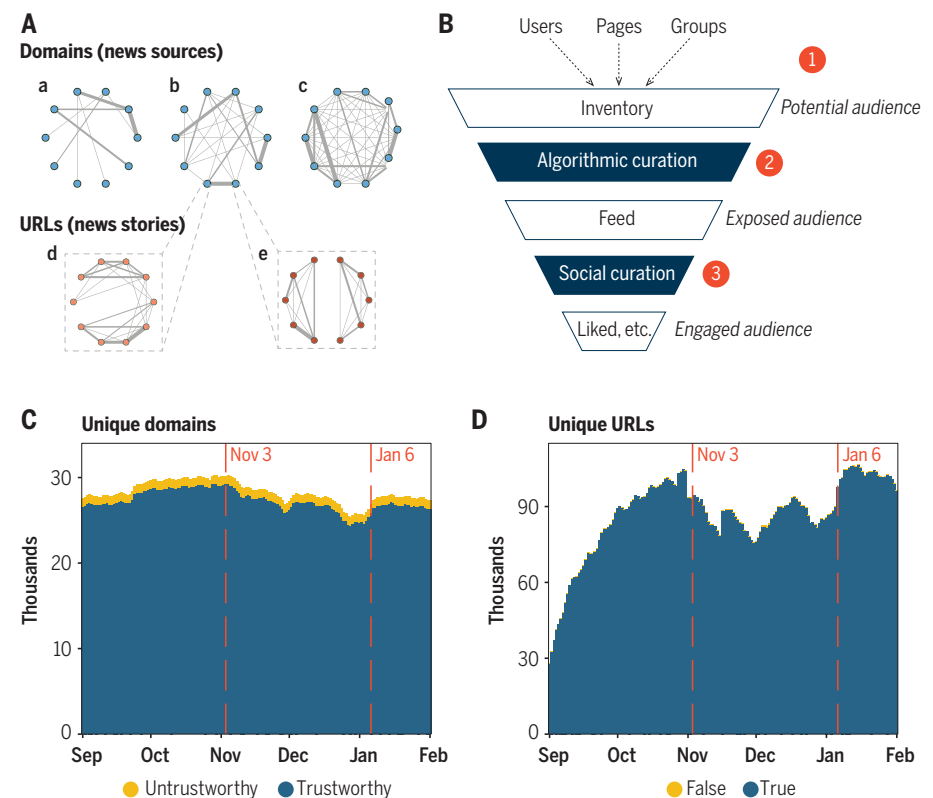 A
Domains (news sources)
a
b
c
URLs (news stories)
d
e
B
Users
Pages
Groups
1
Inventory
Potential audience
Algorithmic curation
2
Feed
Exposed audience
Social curation
3
Liked, etc.
Engaged audience
C
Unique domains
Nov 3
Jan 6
Thousands
30
20
10
0
Sep
Oct
Nov
Dec
Jan
Feb
Untrustworthy
Trustworthy
D
Unique URLs
Nov 3
Jan 6
Thousands
90
60
30
0
Sep
Oct
Nov
Dec
Jan
Feb
False
True